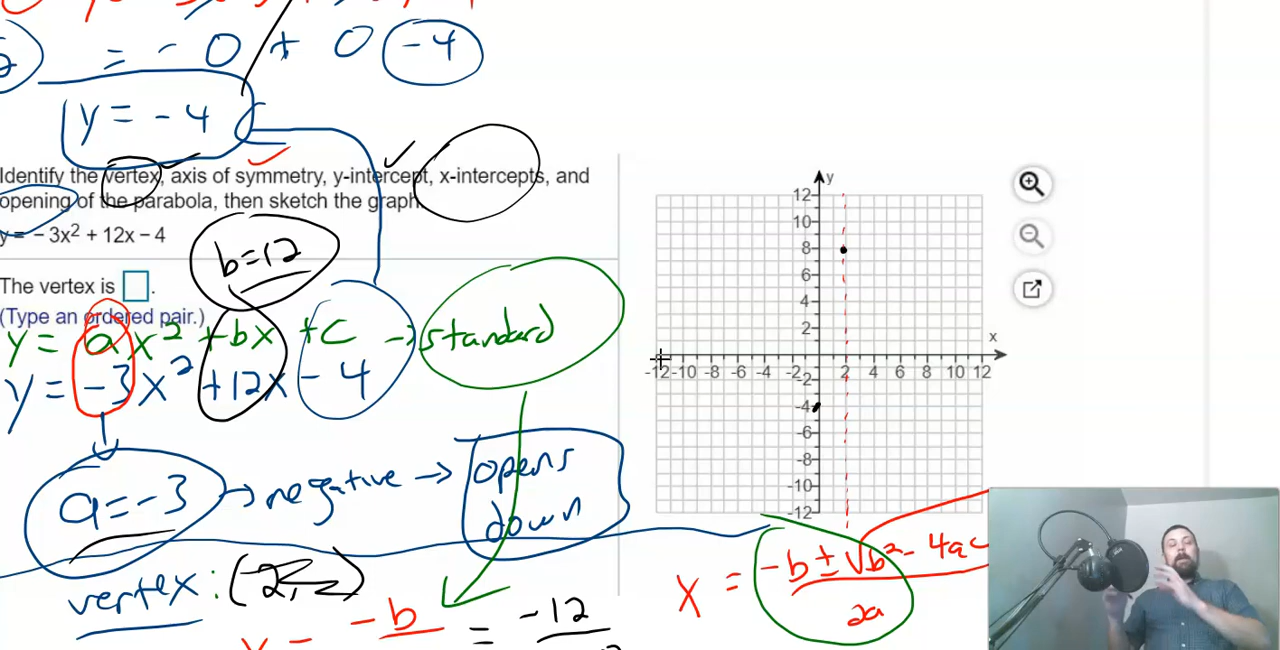 = - 0 + 0 - 4
y = - 4
Identify the vertex, axis of symmetry, y-intercept, x-intercepts, and
opening of the parabola, then sketch the graph.
y = - 3x² + 12x - 4
b=12
The vertex is
(Type an ordered pair.)
y = ax² + bx + c → standard
y = -3x² + 12x - 4
a = -3 → negative → opens
down
vertex : (
-b = -12
x = -b ± √b² - 4ac
2a
y
12
10
8
6
4
2
x
-12 -10 -8 -6 -4 -2 2 4 6 8 10 12
-2
-4
-6
-8
-10
-12